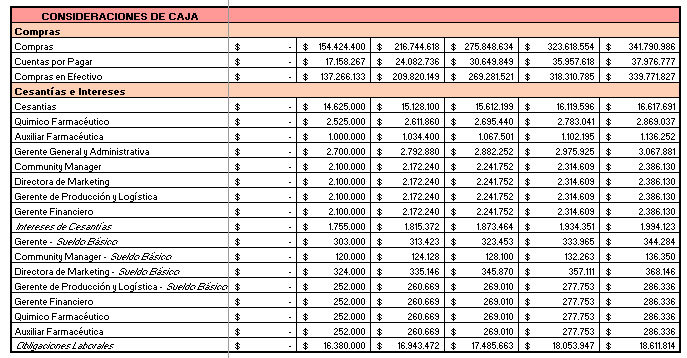 CONSIDERACIONES DE CAJA
Compras
Compras $ - $ 154.424.400 $ 216.744.618 $ 275.848.634 $ 323.618.554 $ 341.790.986
Cuentas por Pagar $ - $ 17.158.267 $ 24.082.736 $ 30.649.849 $ 35.957.618 $ 37.976.777
Compras en Efectivo $ - $ 137.266.133 $ 209.820.149 $ 269.281.521 $ 318.310.785 $ 339.771.827
Cesantías e Intereses
Cesantias $ - $ 14.625.000 $ 15.128.100 $ 15.612.199 $ 16.119.596 $ 16.617.691
Quimico Farmacéutico $ - $ 2.525.000 $ 2.611.860 $ 2.695.440 $ 2.783.041 $ 2.869.037
Auxiliar Farmacéutica $ - $ 1.000.000 $ 1.034.400 $ 1.067.501 $ 1.102.195 $ 1.136.252
Gerente General y Administrativa $ - $ 2.700.000 $ 2.792.880 $ 2.882.252 $ 2.975.925 $ 3.067.881
Community Manager $ - $ 2.100.000 $ 2.172.240 $ 2.241.752 $ 2.314.609 $ 2.386.130
Directora de Marketing $ - $ 2.100.000 $ 2.172.240 $ 2.241.752 $ 2.314.609 $ 2.386.130
Gerente de Producción y Logística $ - $ 2.100.000 $ 2.172.240 $ 2.241.752 $ 2.314.609 $ 2.386.130
Gerente Financiero $ - $ 2.100.000 $ 2.172.240 $ 2.241.752 $ 2.314.609 $ 2.386.130
Intereses de Cesantías $ - $ 1.755.000 $ 1.815.372 $ 1.873.464 $ 1.934.351 $ 1.994.123
Gerente - Sueldo Básico $ - $ 303.000 $ 313.423 $ 323.453 $ 333.965 $ 344.284
Community Manager - Sueldo Básico $ - $ 120.000 $ 124.128 $ 128.100 $ 132.263 $ 136.350
Directora de Marketing - Sueldo Básico $ - $ 324.000 $ 335.146 $ 345.870 $ 357.111 $ 368.146
Gerente de Producción y Logística - Sueldo Básico $ - $ 252.000 $ 260.669 $ 269.010 $ 277.753 $ 286.336
Gerente Financiero $ - $ 252.000 $ 260.669 $ 269.010 $ 277.753 $ 286.336
Quimico Farmacéutico $ - $ 252.000 $ 260.669 $ 269.010 $ 277.753 $ 286.336
Auxiliar Farmacéutica $ - $ 252.000 $ 260.669 $ 269.010 $ 277.753 $ 286.336
Obligaciones Laborales $ - $ 16.380.000 $ 16.943.472 $ 17.485.663 $ 18.053.947 $ 18.611.814